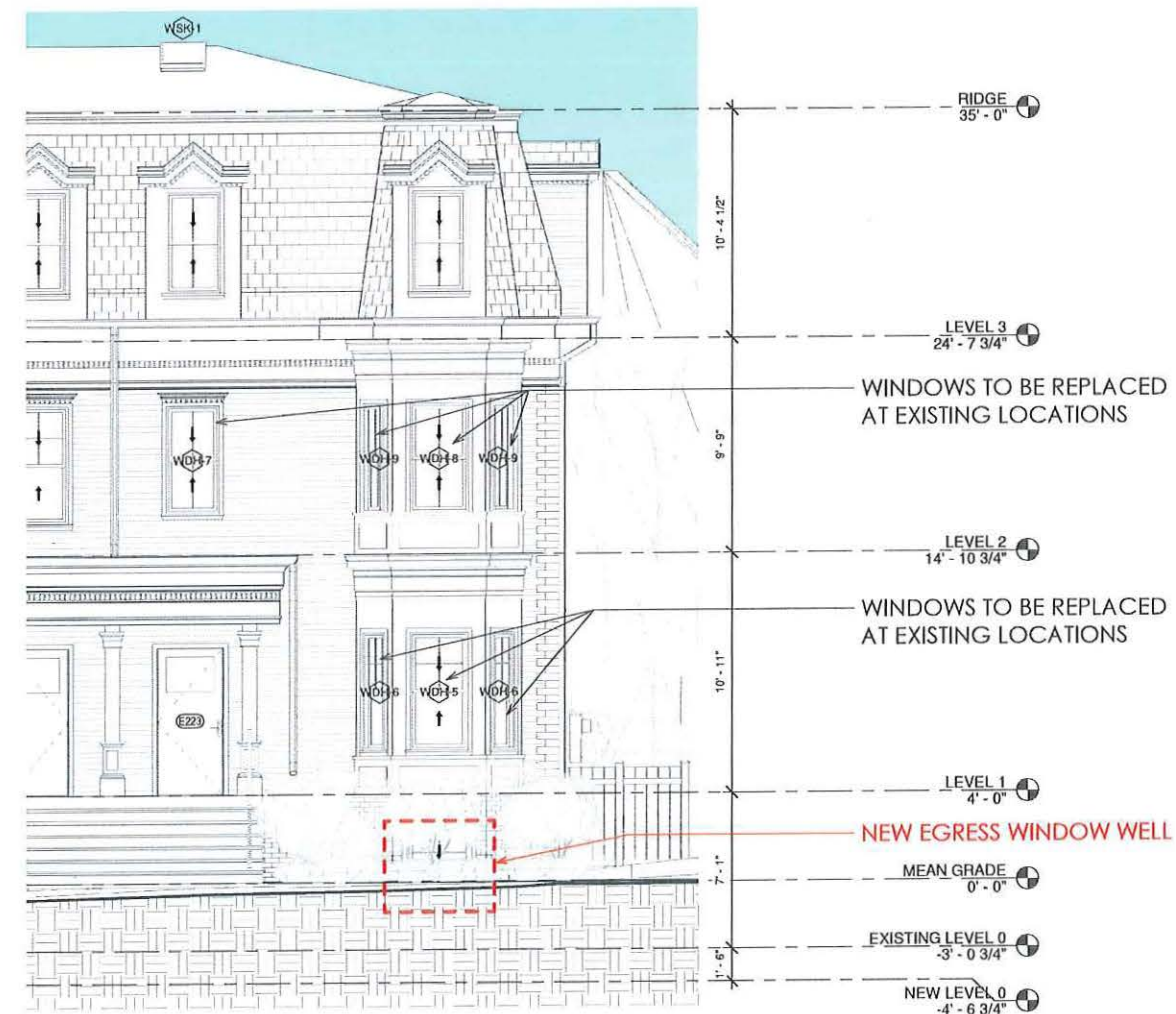 WSK-1
RIDGE
35' - 0"
10' - 4 1/2"
LEVEL 3
24' - 7 3/4"
WINDOWS TO BE REPLACED
AT EXISTING LOCATIONS
9' - 9"
WDH-7
WDH-9
WDH-8
WDH-9
LEVEL 2
14' - 10 3/4"
WINDOWS TO BE REPLACED
AT EXISTING LOCATIONS
10' - 11"
WDH-6
WDH-5
WDH-6
E223
LEVEL 1
4' - 0"
NEW EGRESS WINDOW WELL
7' - 1"
MEAN GRADE
0' - 0"
EXISTING LEVEL 0
-3' - 0 3/4"
1' - 6"
NEW LEVEL 0
-4' - 6 3/4"